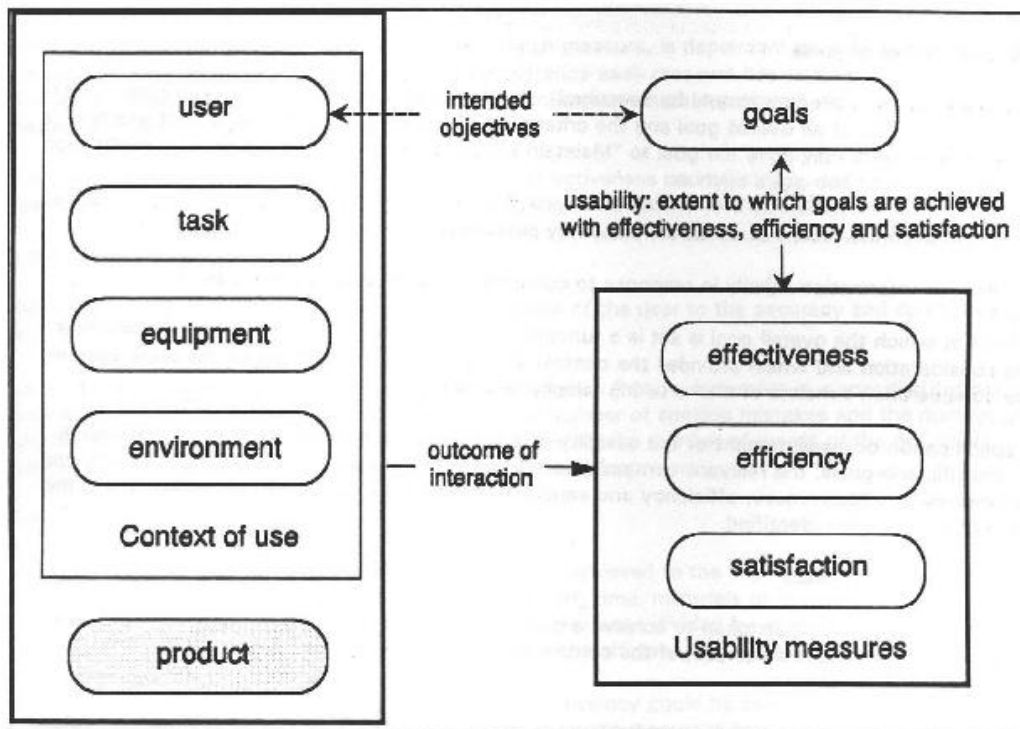 user
intended
objectives
goals
task
usability: extent to which goals are achieved
with effectiveness, efficiency and satisfaction
equipment
effectiveness
environment
outcome of
interaction
efficiency
Context of use
satisfaction
Usability measures
product